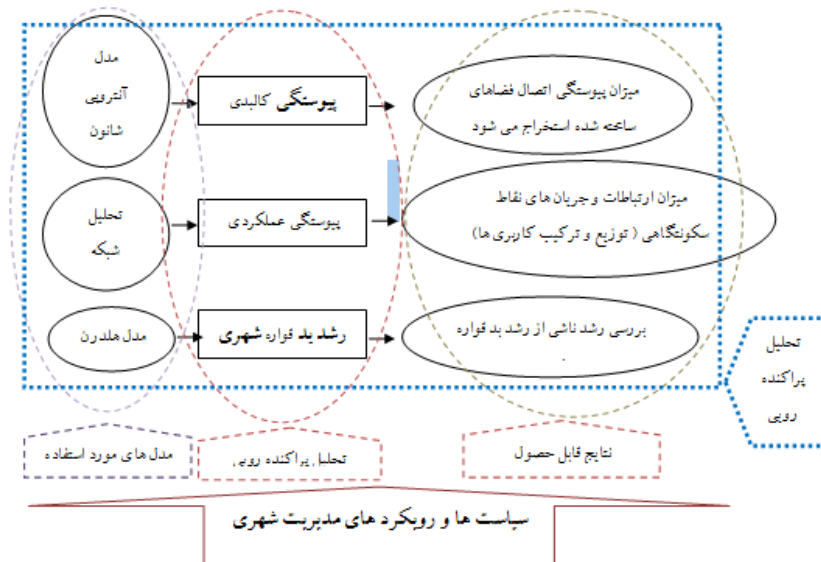 مدل
آنتروپی
شانون
پیوستگی کالبدی
میزان پیوستگی اتصال فضاهای
ساخته شده استخراج می شود
تحلیل
شبکه
پیوستگی عملکردی
میزان ارتباطات و جریان های نقاط
سکونتگاهی ( توزیع و ترکیب کاربری ها)
مدل هلدرن
رشد بد قواره شهری
بررسی رشد ناشی از رشد بد قواره
.
تحلیل
پراکنده
رویی
مدل های مورد استفاده
تحلیل پراکنده رویی
نتایج قابل حصول
سیاست ها و رویکرد های مدیریت شهری